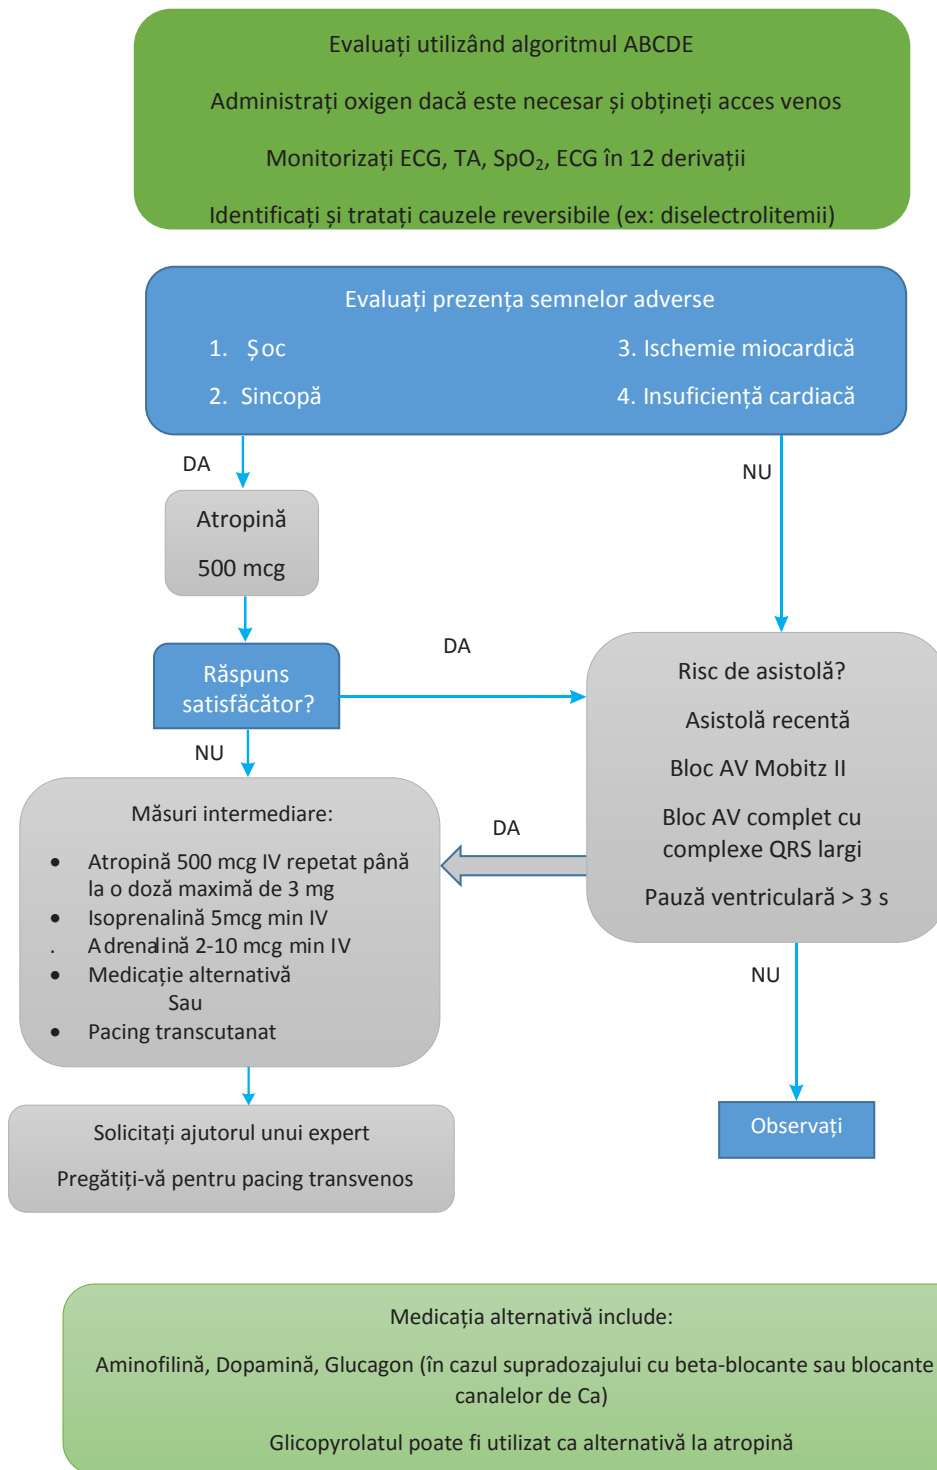 Evaluați utilizând algoritmul ABCDE
Administrați oxigen dacă este necesar și obțineți acces venos
Monitorizați ECG, TA, SpO₂, ECG în 12 derivații
Identificați și tratați cauzele reversibile (ex: diselectrolitemii)
Evaluați prezența semnelor adverse
1. Șoc
3. Ischemie miocardică
2. Sincopă
4. Insuficiență cardiacă
DA
NU
Atropină
500 mcg
DA
Răspuns
satisfăcător?
NU
Risc de asistolă?
Asistolă recentă
Bloc AV Mobitz II
Bloc AV complet cu
complexe QRS largi
Pauză ventriculară > 3 s
DA
Măsuri intermediare:
• Atropină 500 mcg IV repetat până
la o doză maximă de 3 mg
• Isoprenalină 5mcg min IV
. Adrenalină 2-10 mcg min IV
• Medicație alternativă
Sau
• Pacing transcutanat
NU
Observați
Solicitați ajutorul unui expert
Pregătiți-vă pentru pacing transvenos
Medicația alternativă include:
Aminofilină, Dopamină, Glucagon (în cazul supradozajului cu beta-blocante sau blocante
canalelor de Ca)
Glicopyrolatul poate fi utilizat ca alternativă la atropină